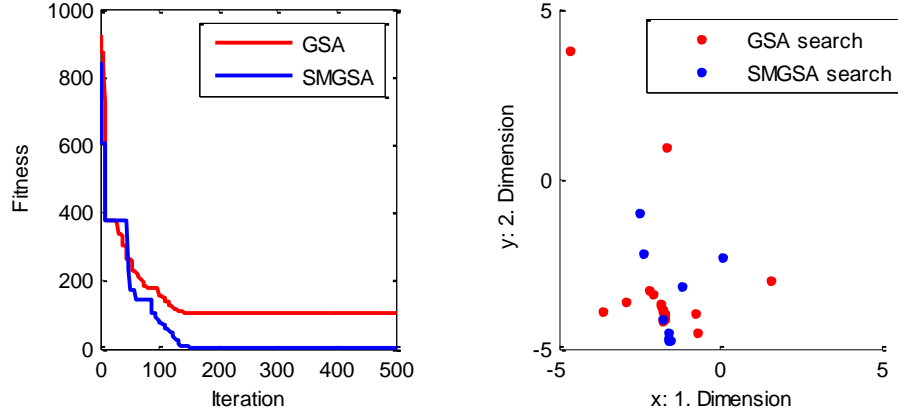 1000
800
600
400
200
0
Fitness
GSA
SMGSA
0 100 200 300 400 500
Iteration
5
0
-5
y: 2. Dimension
GSA search
SMGSA search
-5 0 5
x: 1. Dimension